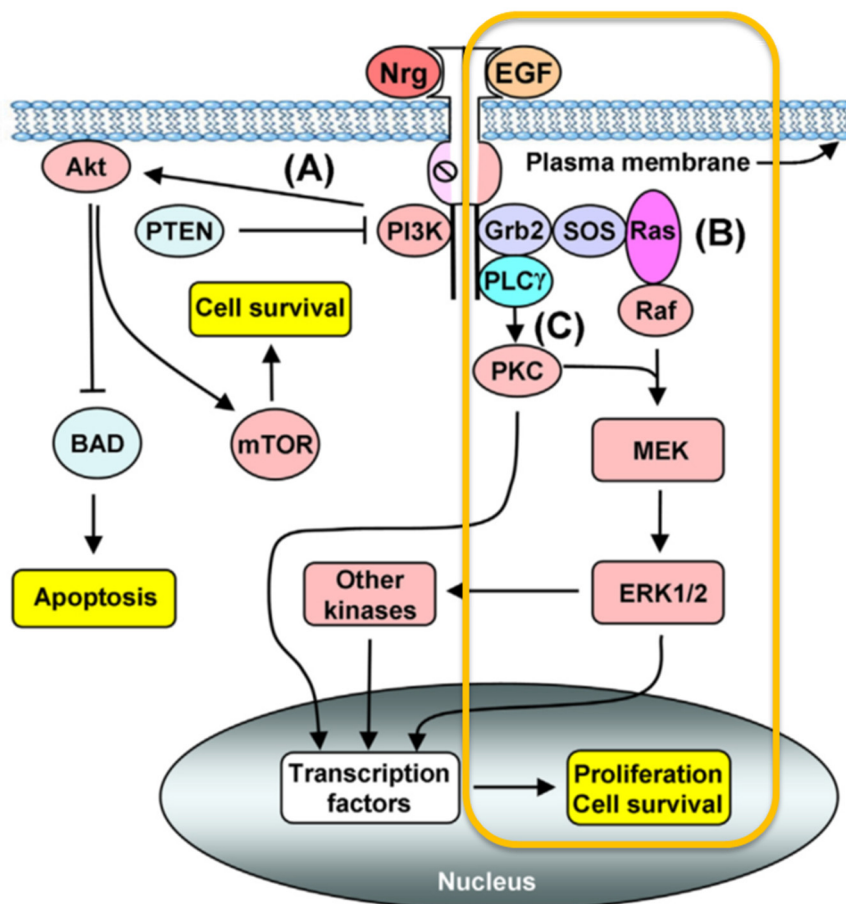 Nrg
EGF
Akt
(A)
Plasma membrane
PTEN
PI3K
Grb2
SOS
Ras
(B)
PLCγ
Cell survival
Raf
(C)
PKC
BAD
mTOR
MEK
Apoptosis
Other
kinases
ERK1/2
Transcription
factors
Proliferation
Cell survival
Nucleus